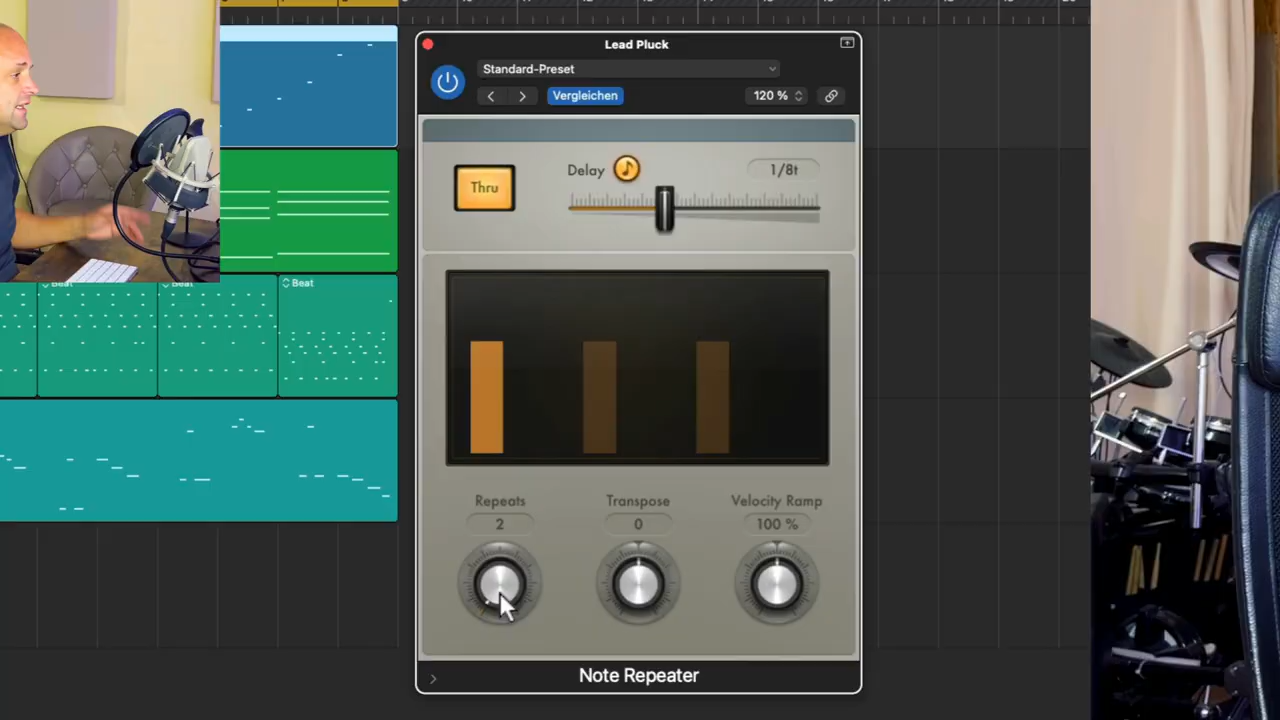 Lead Pluck
Standard-Preset
Vergleichen
120 %
Thru
Delay
1/8t
Beat
Beat
Beat
Repeats
Transpose
Velocity Ramp
2
0
100 %
Note Repeater